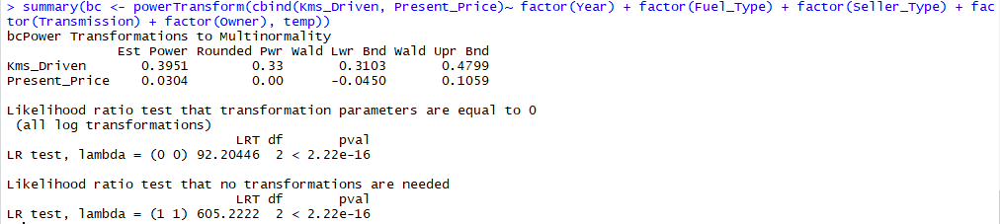 > summary(bc <- powerTransform(cbind(Kms_Driven, Present_Price)~ factor(Year) + factor(Fuel_Type) + factor(Seller_Type) + fac
tor(Transmission) + factor(Owner), temp))
bcPower Transformations to Multinormality
              Est Power Rounded Pwr Wald Lwr Bnd Wald Upr Bnd
Kms_Driven       0.3951        0.33       0.3103       0.4799
Present_Price    0.0304        0.00      -0.0450       0.1059
Likelihood ratio test that transformation parameters are equal to 0
 (all log transformations)
                             LRT df       pval
LR test, lambda = (0 0) 92.20446  2 < 2.22e-16
Likelihood ratio test that no transformations are needed
                             LRT df       pval
LR test, lambda = (1 1) 605.2222  2 < 2.22e-16